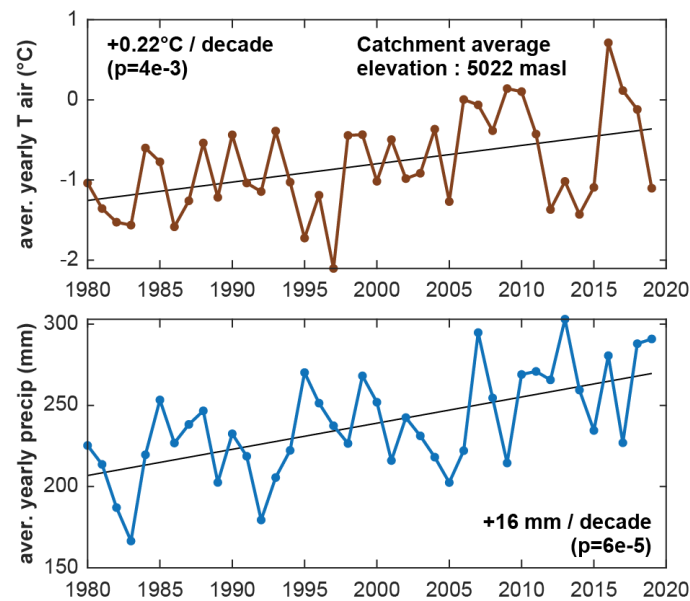 +0.22°C / decade
(p=4e-3)
Catchment average
elevation : 5022 masl
aver. yearly T air (°C)
1
0
-1
-2
1980 1985 1990 1995 2000 2005 2010 2015 2020
aver. yearly precip (mm)
300
250
200
150
+16 mm / decade
(p=6e-5)
1980 1985 1990 1995 2000 2005 2010 2015 2020